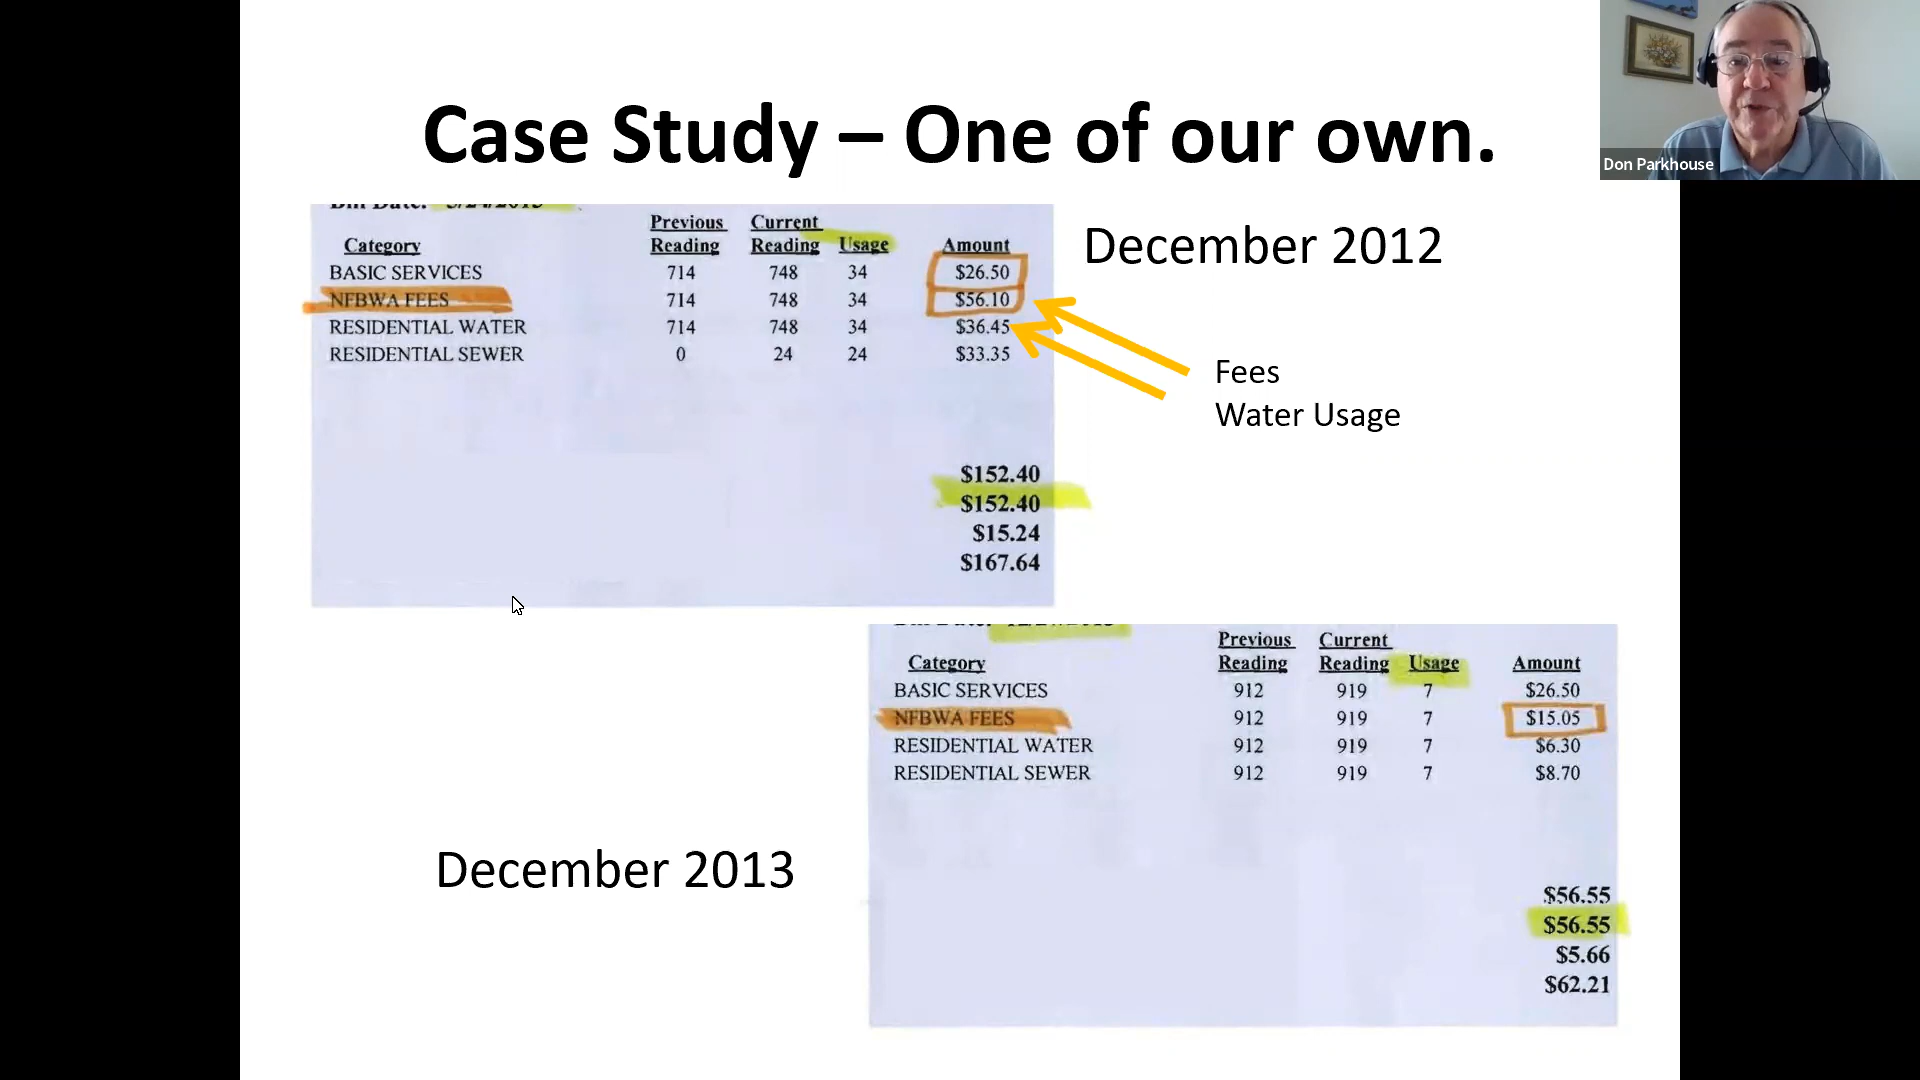 Case Study – One of our own.
Don Parkhouse
December 2012
Previous Current
Category Reading Reading Usage Amount
BASIC SERVICES 714 748 34 $26.50
NFBWA FEES 714 748 34 $56.10
RESIDENTIAL WATER 714 748 34 $36.45
RESIDENTIAL SEWER 0 24 24 $33.35
Fees
Water Usage
$152.40
$152.40
$15.24
$167.64
Previous Current
Category Reading Reading Usage Amount
BASIC SERVICES 912 919 7 $26.50
NFBWA FEES 912 919 7 $15.05
RESIDENTIAL WATER 912 919 7 $6.30
RESIDENTIAL SEWER 912 919 7 $8.70
December 2013
$56.55
$56.55
$5.66
$62.21